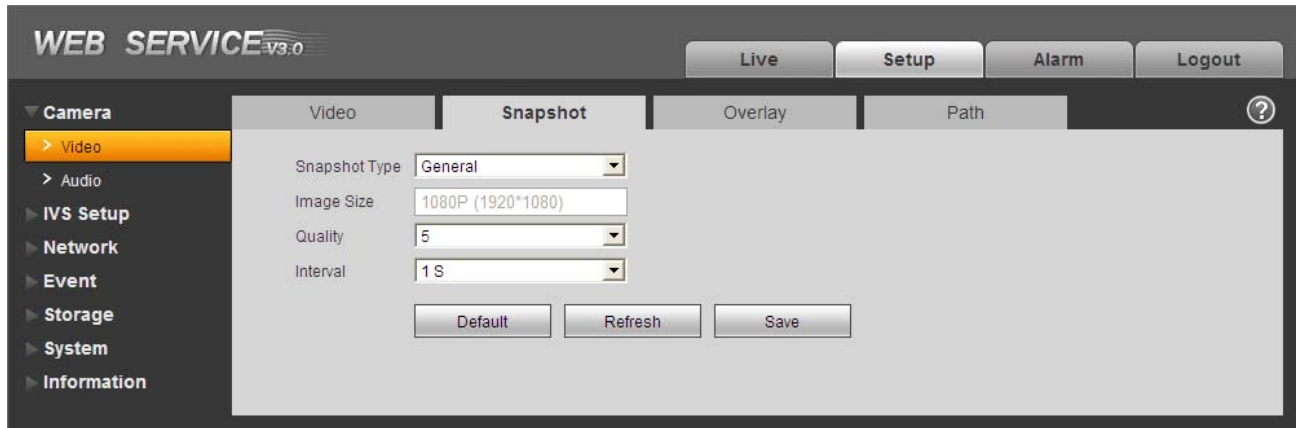 WEB SERVICE V3.0
Live
Setup
Alarm
Logout
Camera
> Video
> Audio
IVS Setup
Network
Event
Storage
System
Information
Video
Snapshot
Overlay
Path
?
Snapshot Type General
Image Size 1080P (1920*1080)
Quality 5
Interval 1 S
Default
Refresh
Save